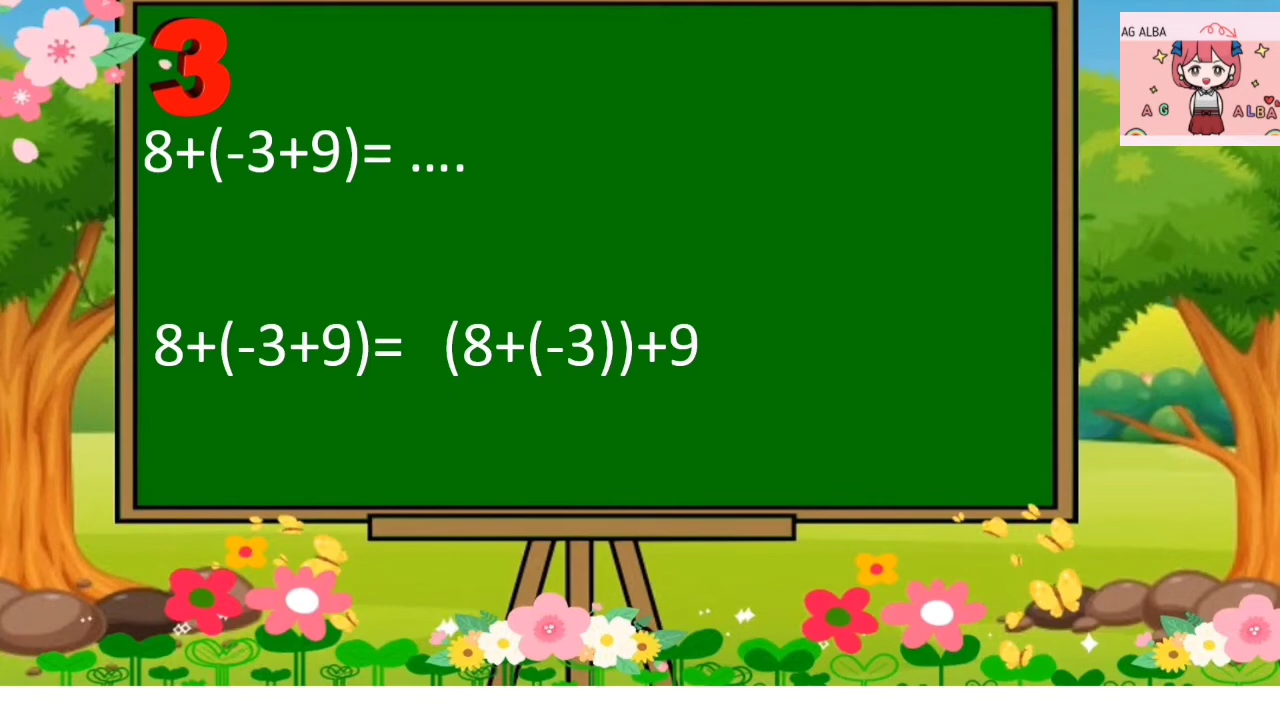 3
AG ALBA
8+(-3+9)= ....
A G ALBA
8+(-3+9)= (8+(-3))+9